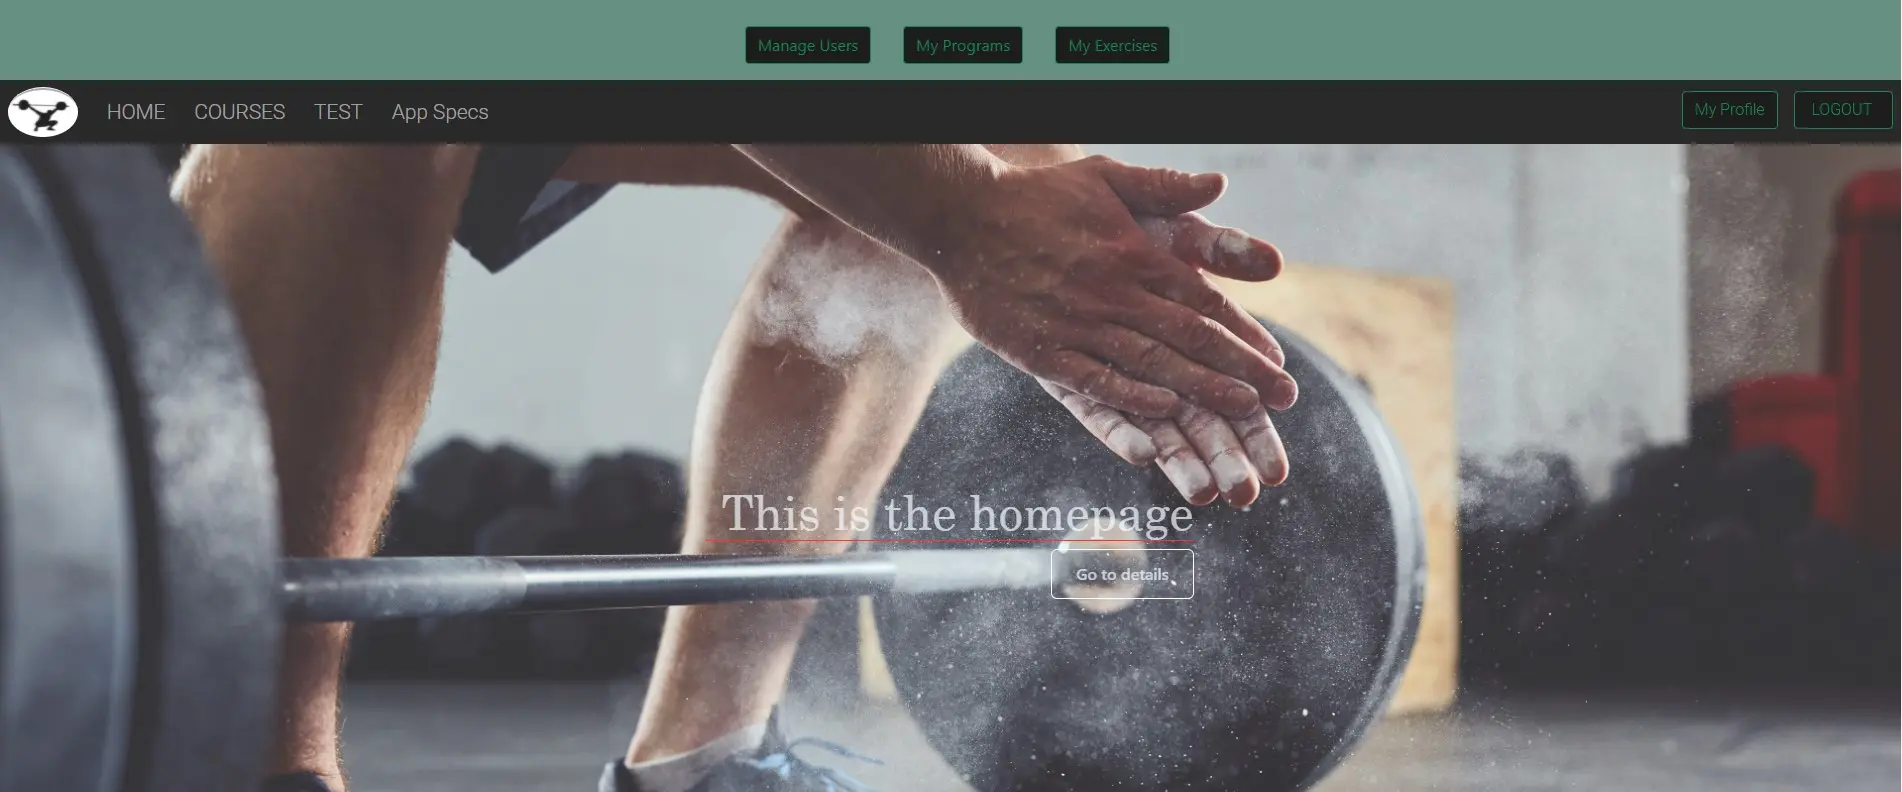 Manage Users My Programs My Exercises
HOME COURSES TEST App Specs My Profile LOGOUT
This is the homepage
Go to details